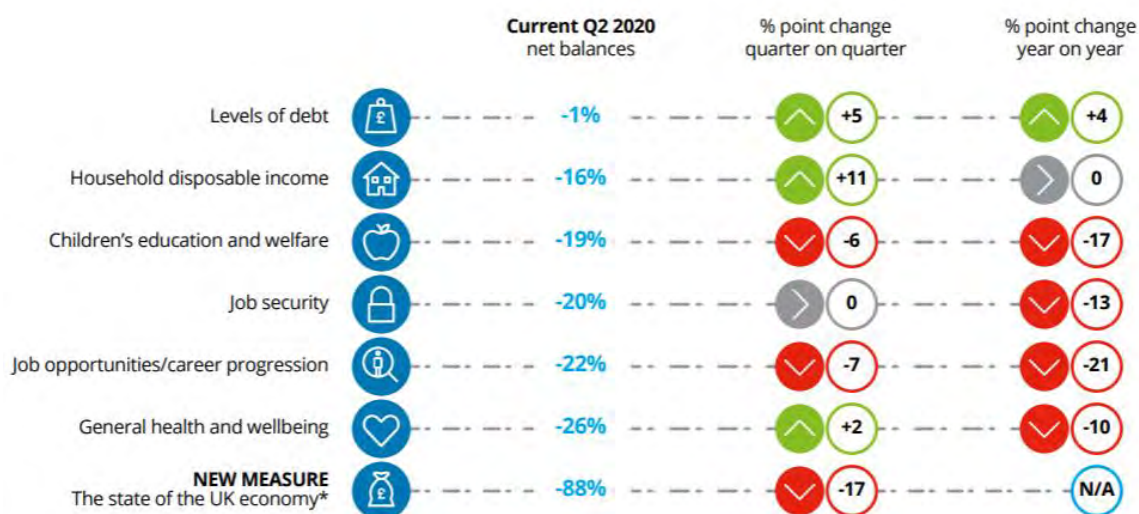 Current Q2 2020
net balances
% point change
quarter on quarter
% point change
year on year
Levels of debt £ -1% +5 +4
Household disposable income -16% +11 0
Children's education and welfare -19% -6 -17
Job security -20% 0 -13
Job opportunities/career progression -22% -7 -21
General health and wellbeing -26% +2 -10
NEW MEASURE
The state of the UK economy* £ -88% -17 N/A